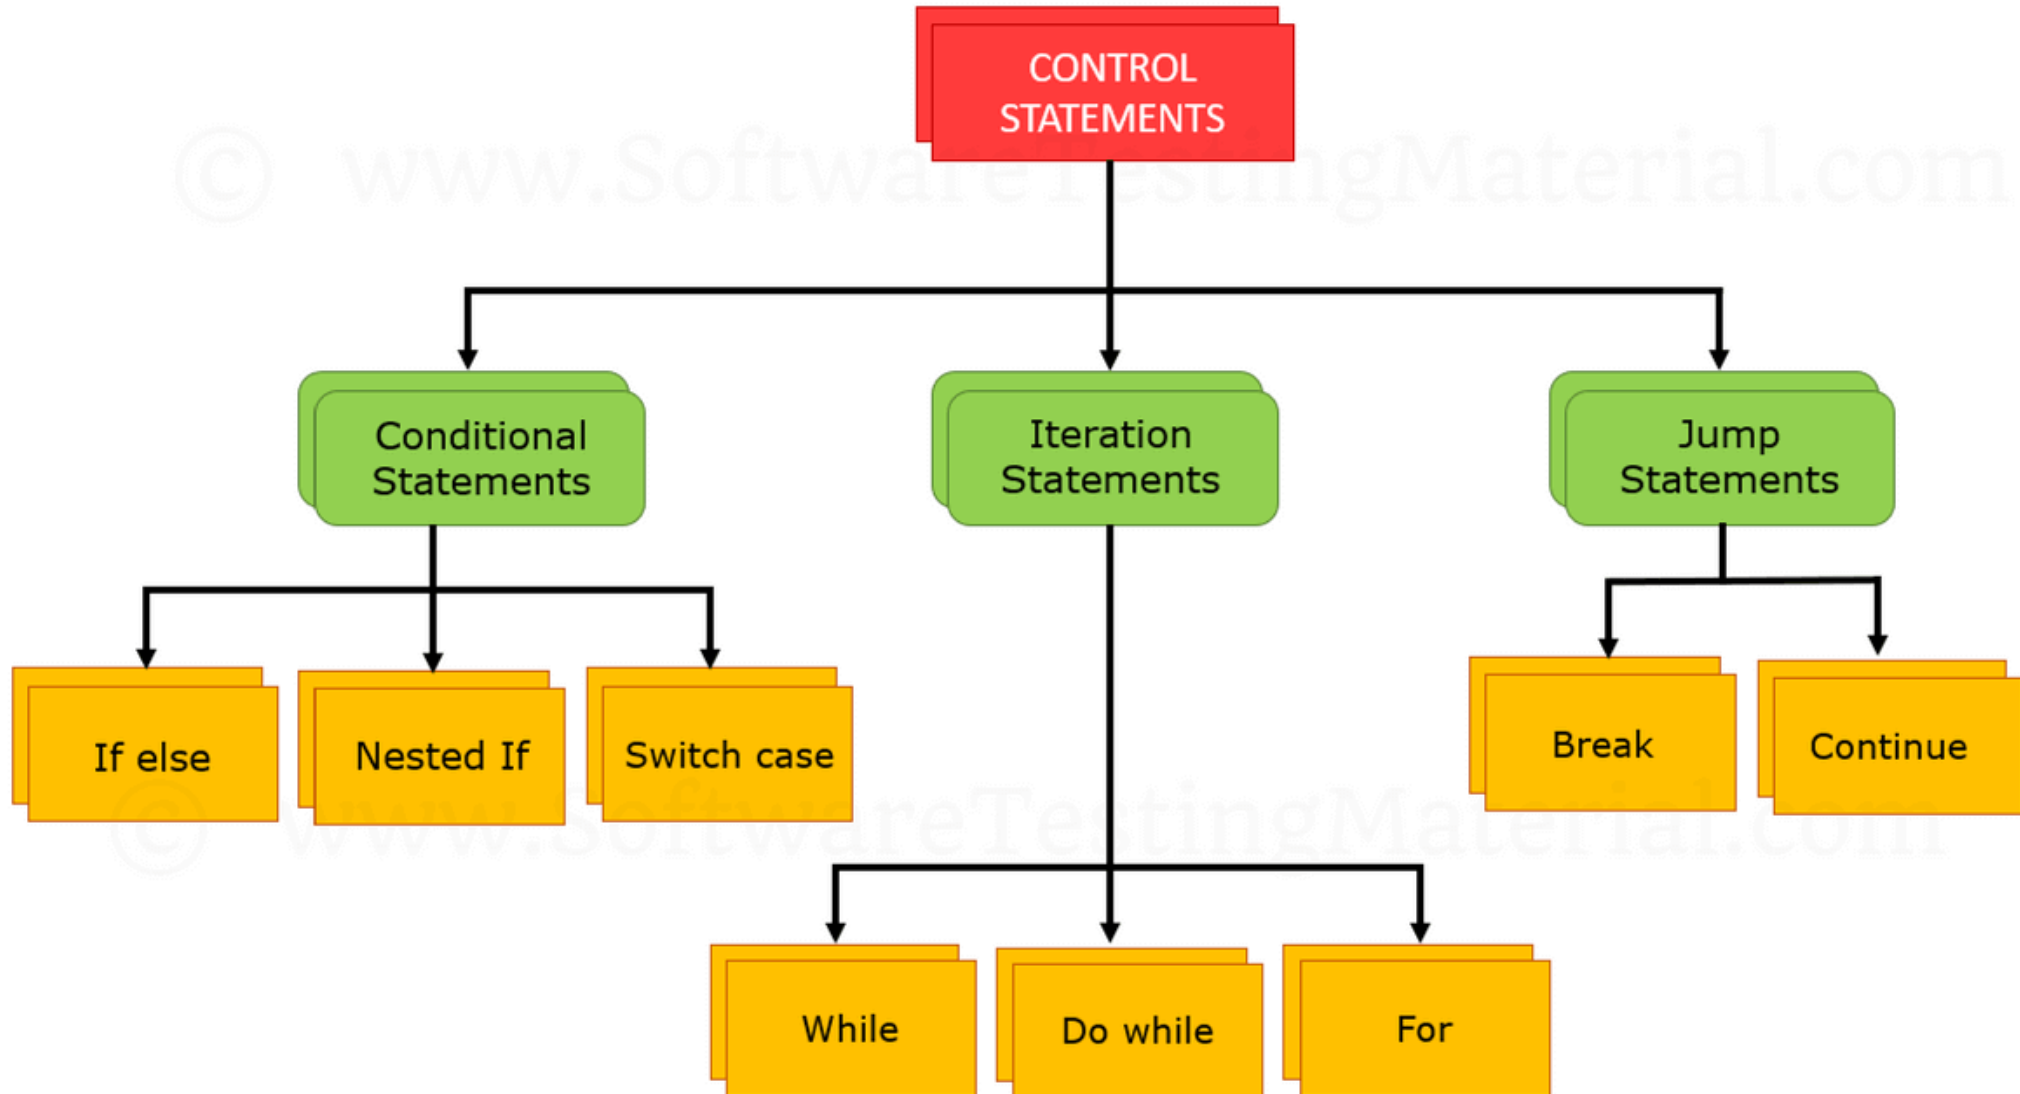 CONTROL
STATEMENTS
© www.SoftwareTestingMaterial.com
Conditional
Statements
Iteration
Statements
Jump
Statements
If else
Nested If
Switch case
Break
Continue
© www.SoftwareTestingMaterial.com
While
Do while
For